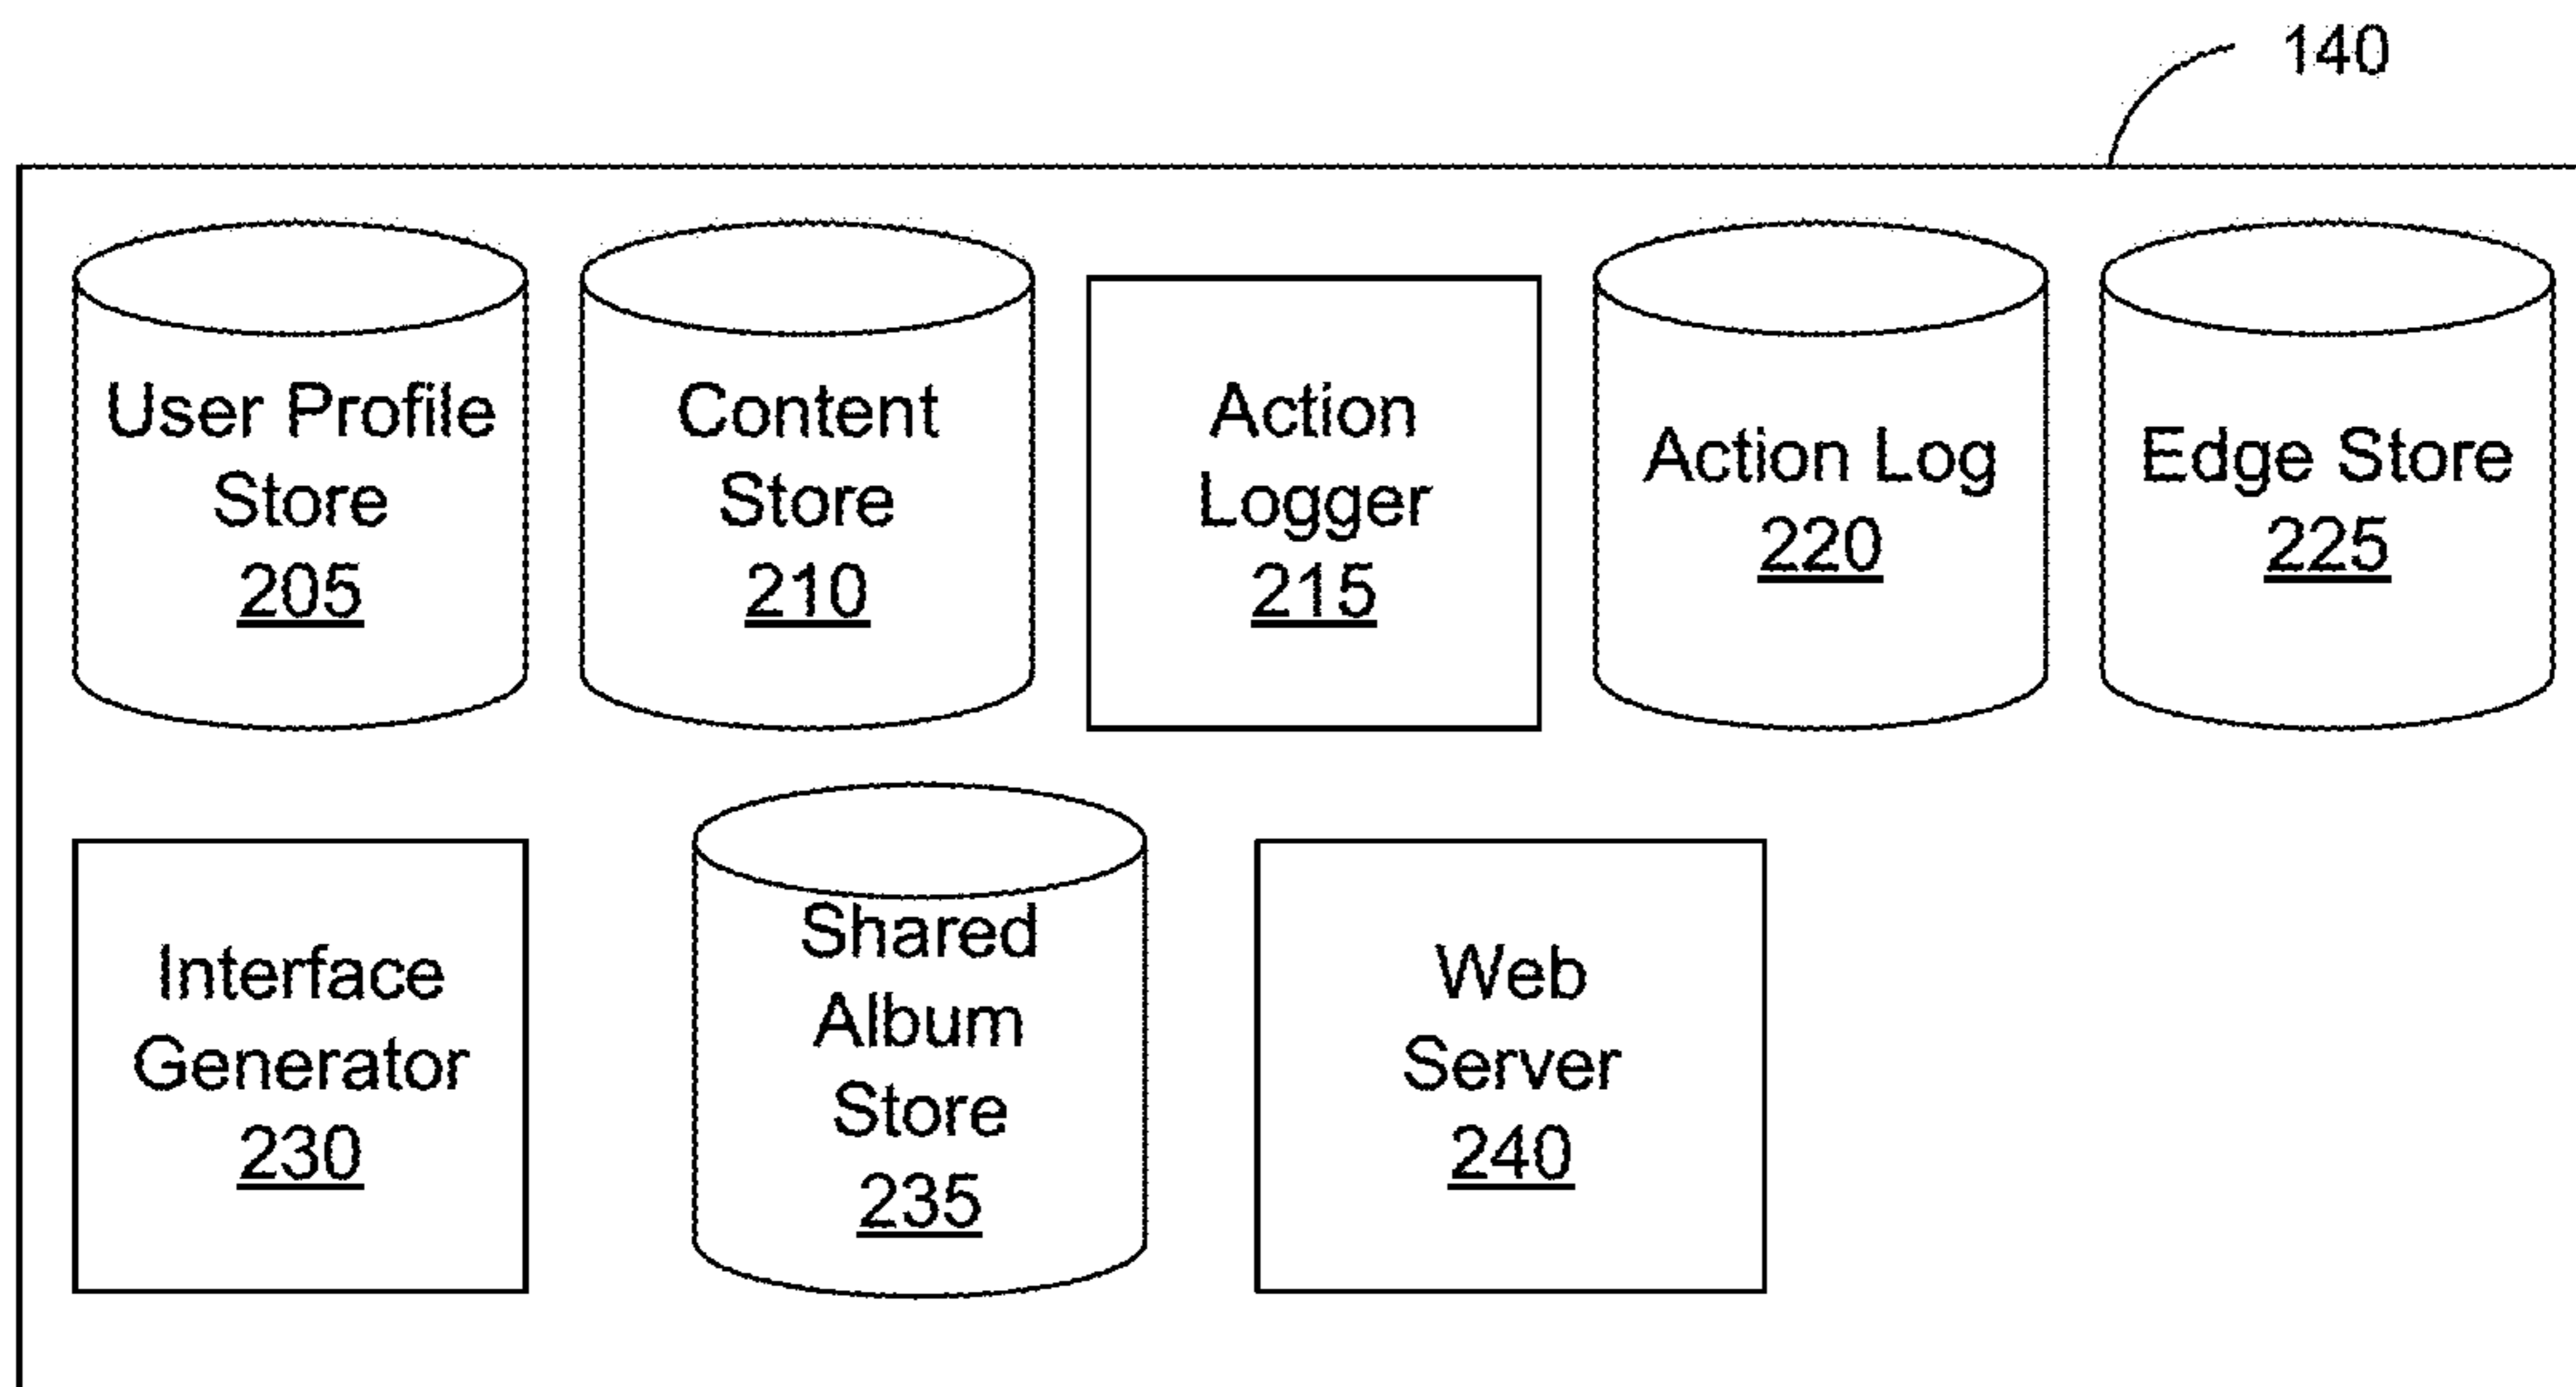 140
User Profile
Store
205
Content
Store
210
Action
Logger
215
Action Log
220
Edge Store
225
Interface
Generator
230
Shared
Album
Store
235
Web
Server
240